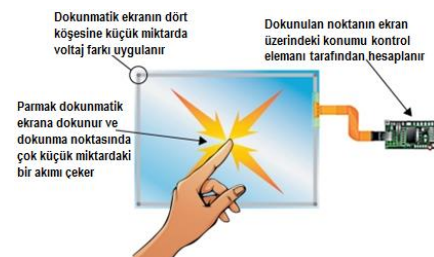 Dokunmatik ekranın dört
köşesine küçük miktarda
voltaj farkı uygulanır
Dokunulan noktanın ekran
üzerindeki konumu kontrol
elemanı tarafından hesaplanır
Parmak dokunmatik
ekrana dokunur ve
dokunma noktasında
çok küçük miktardaki
bir akımı çeker